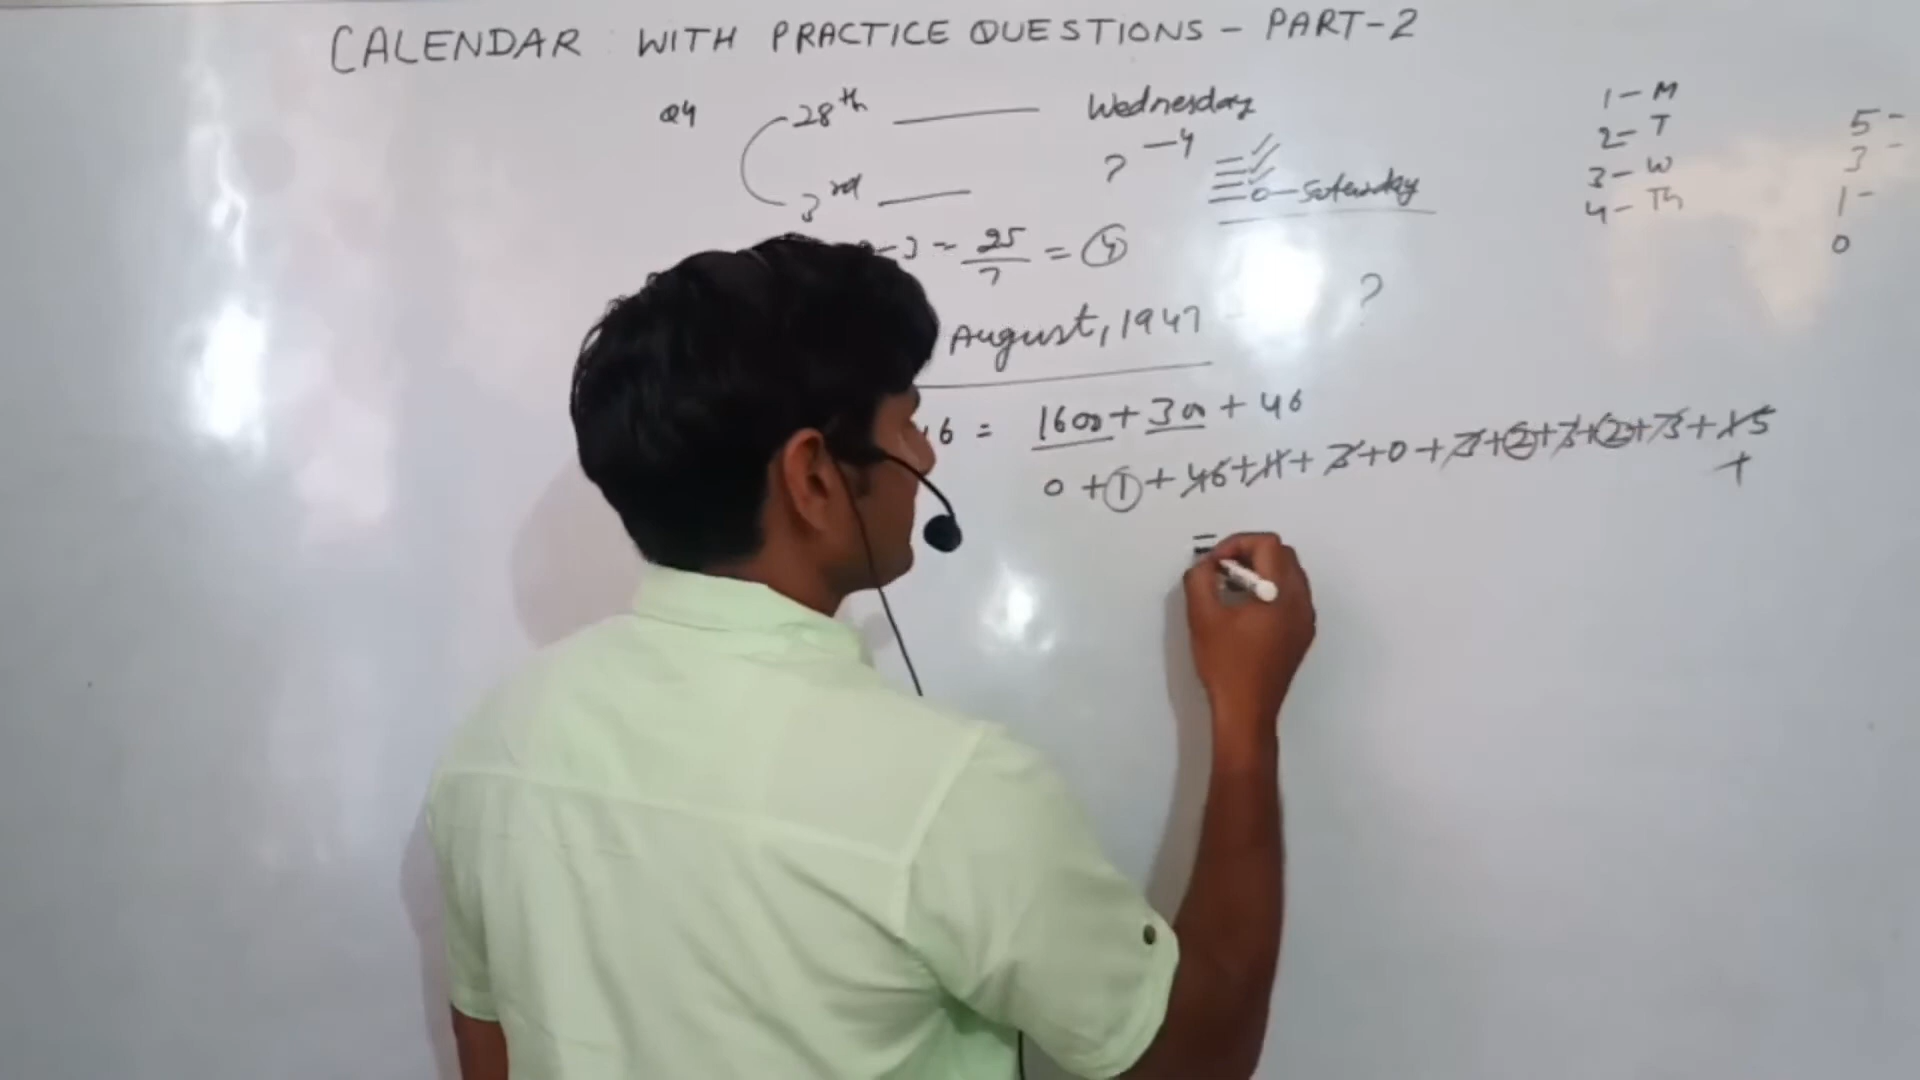 CALENDAR WITH PRACTICE QUESTIONS - PART-2
Q4 28th — Wednesday
? -4
3rd — 0 - Saturday
-3 = 25/7 = 4
August, 1947 ?
6 = 1600 + 300 + 46
0 + 1 + 46 + 11 + 3 + 0 + 3 + 2 + 3 + 2 + 3 + 15
=
1 - M
2 - T
3 - W
4 - Th
5 -
3 -
1 -
0